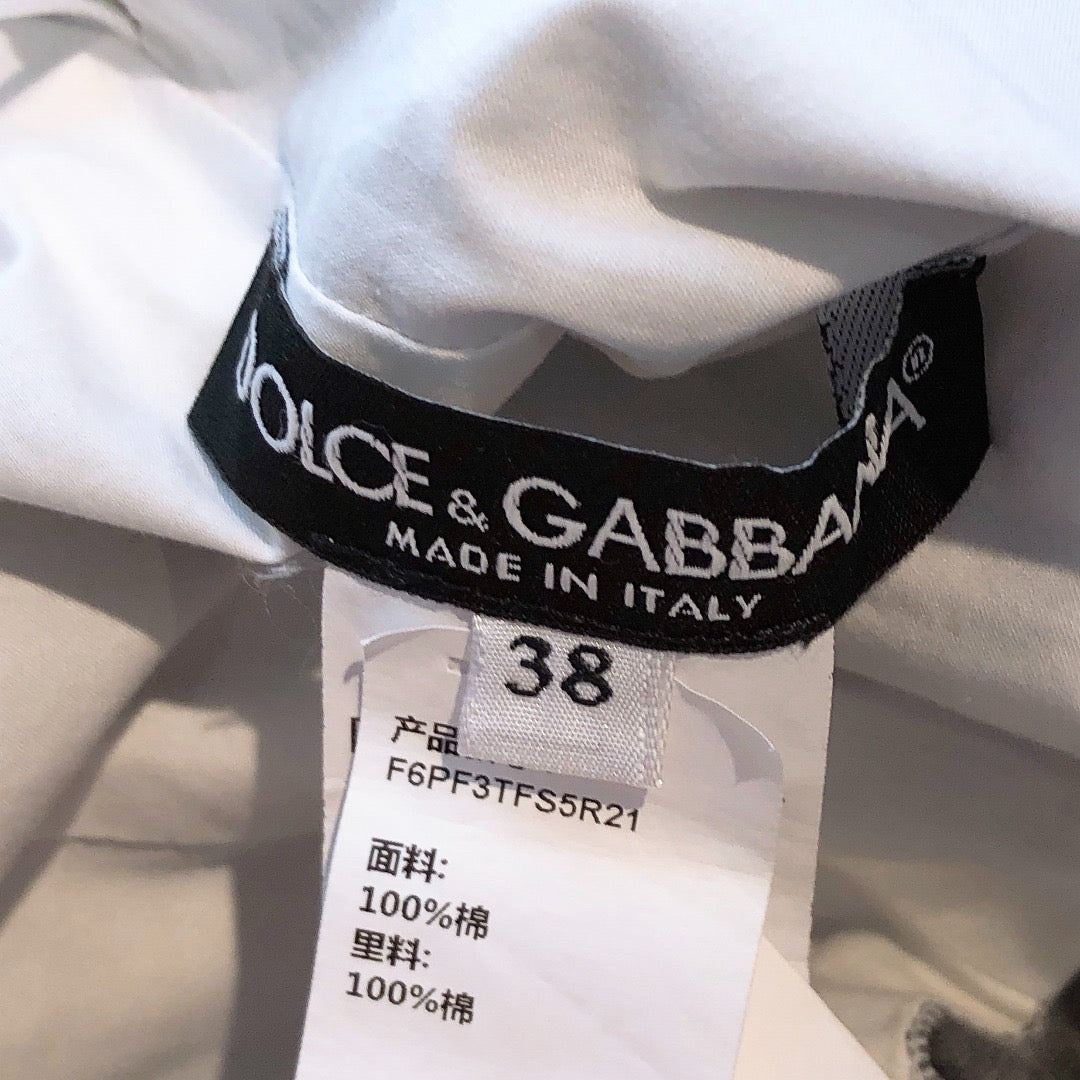 DOLCE & GABBANA®
MADE IN ITALY
38
产品
F6PF3TFS5R21
面料:
100%棉
里料:
100%棉